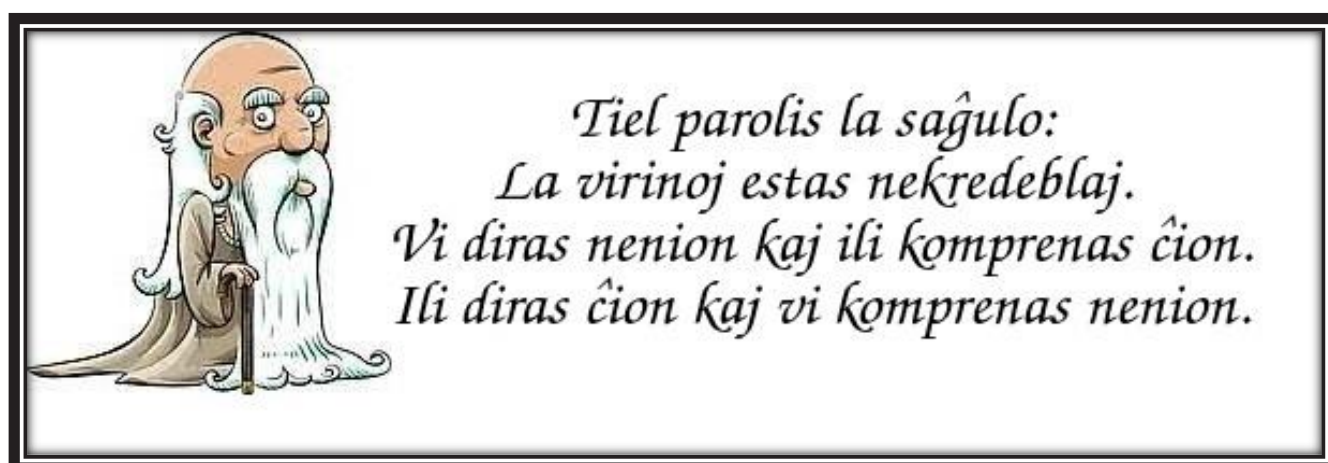 Tiel parolis la saĝulo:
La virinoj estas nekredeblaj.
Vi diras nenion kaj ili komprenas ĉion.
Ili diras ĉion kaj vi komprenas nenion.